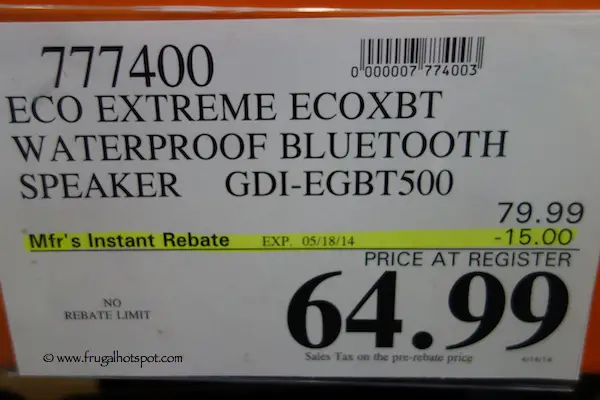 777400
0 000007 774003
ECO EXTREME ECOXBT
WATERPROOF BLUETOOTH
SPEAKER GDI-EGBT500
79.99
Mfr's Instant Rebate EXP. 05/18/14 -15.00
PRICE AT REGISTER
64.99
NO
REBATE LIMIT
Sales Tax on the pre-rebate price
© www.frugalhotspot.com